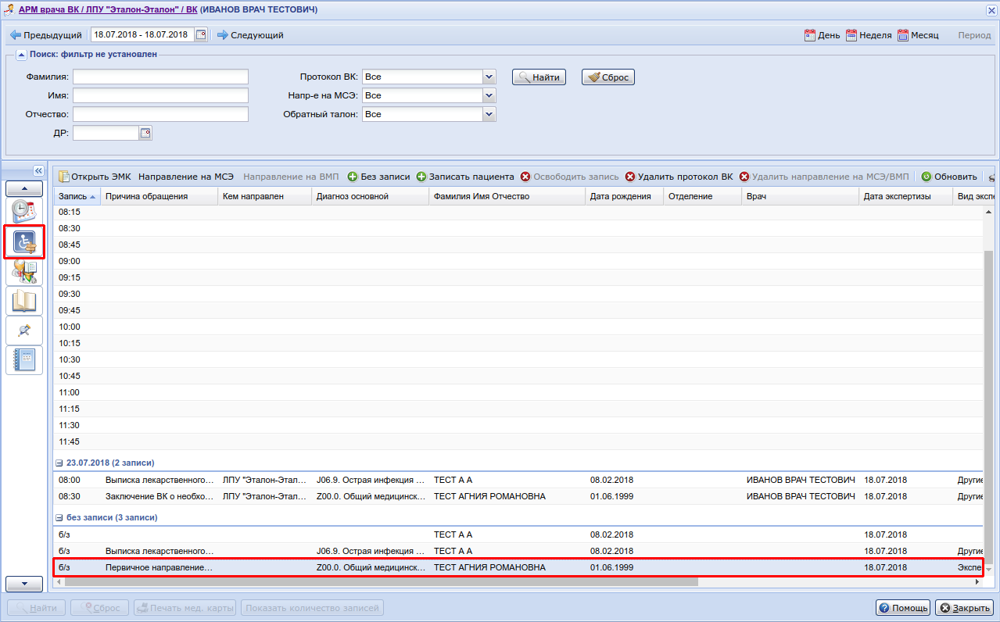 АРМ врача ВК / ЛПУ "Эталон-Эталон" / ВК (ИВАНОВ ВРАЧ ТЕСТОВИЧ)
Предыдущий 18.07.2018 - 18.07.2018 Следующий День Неделя Месяц Период
Поиск: фильтр не установлен
Фамилия: Протокол ВК: Все Найти Сброс
Имя: Напр-е на МСЭ: Все
Отчество: Обратный талон: Все
ДР:
Открыть ЭМК Направление на МСЭ Направление на ВМП Без записи Записать пациента Освободить запись Удалить протокол ВК Удалить направление на МСЭ/ВМП Обновить
Запись Причина обращения Кем направлен Диагноз основной Фамилия Имя Отчество Дата рождения Отделение Врач Дата экспертизы Вид экспе
08:15
08:30
08:45
09:00
09:15
09:30
09:45
10:00
10:15
10:30
10:45
11:00
11:15
11:30
11:45
23.07.2018 (2 записи)
08:00 Выписка лекарственного... ЛПУ "Эталон-Этал... J06.9. Острая инфекция ... ТЕСТ А А 08.02.2018 ИВАНОВ ВРАЧ ТЕСТОВИЧ 18.07.2018 Другие
08:30 Заключение ВК о необхо... ЛПУ "Эталон-Этал... Z00.0. Общий медицинск... ТЕСТ АГНИЯ РОМАНОВНА 01.06.1999 ИВАНОВ ВРАЧ ТЕСТОВИЧ 18.07.2018 Другие
без записи (3 записи)
б/з ТЕСТ А А 08.02.2018 18.07.2018
б/з Выписка лекарственного... J06.9. Острая инфекция ... ТЕСТ А А 08.02.2018 18.07.2018 Другие
б/з Первичное направление... Z00.0. Общий медицинск... ТЕСТ АГНИЯ РОМАНОВНА 01.06.1999 18.07.2018 Экспе
Найти Сброс Печать мед. карты Показать количество записей Помощь Закрыть